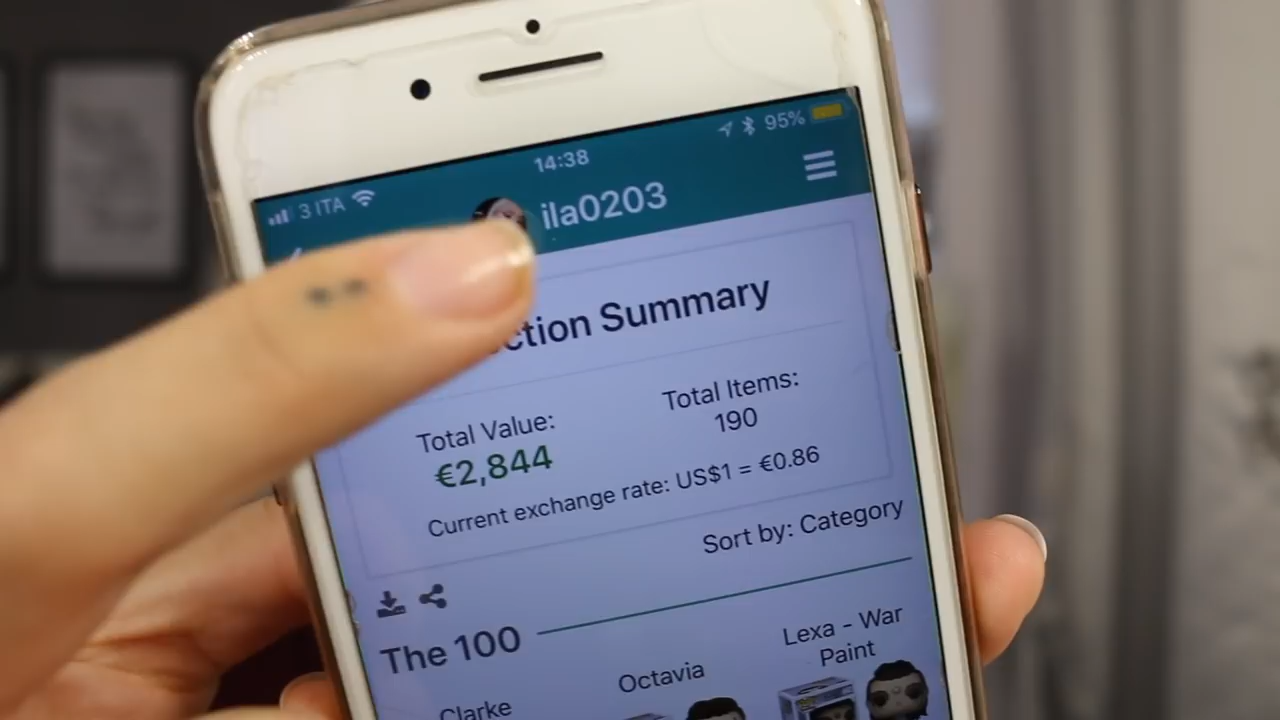 14:38
95%
3 ITA
ila0203
ction Summary
Total Value:
€2,844
Total Items:
190
Current exchange rate: US$1 = €0.86
Sort by: Category
The 100
Clarke
Octavia
Lexa - War
Paint